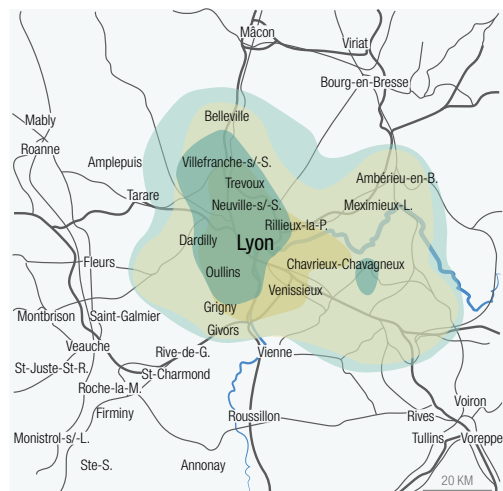 Mâcon
Viriat
Bourg-en-Bresse
Belleville
Mably
Roanne
Amplepuis
Villefranche-s/-S.
Ambérieu-en-B.
Trevoux
Tarare
Neuville-s/-S.
Meximieux-L.
Rillieux-la-P.
Dardilly
Lyon
Fleurs
Oullins
Chavrieux-Chavagneux
Venissieux
Grigny
Montbrison
Saint-Galmier
Givors
Veauche
Rive-de-G.
Vienne
St-Juste-St-R.
St-Charmond
Roche-la-M.
Voiron
Firminy
Roussillon
Rives
Monistrol-s/-L.
Tullins
Voreppe
Ste-S.
Annonay
20 KM